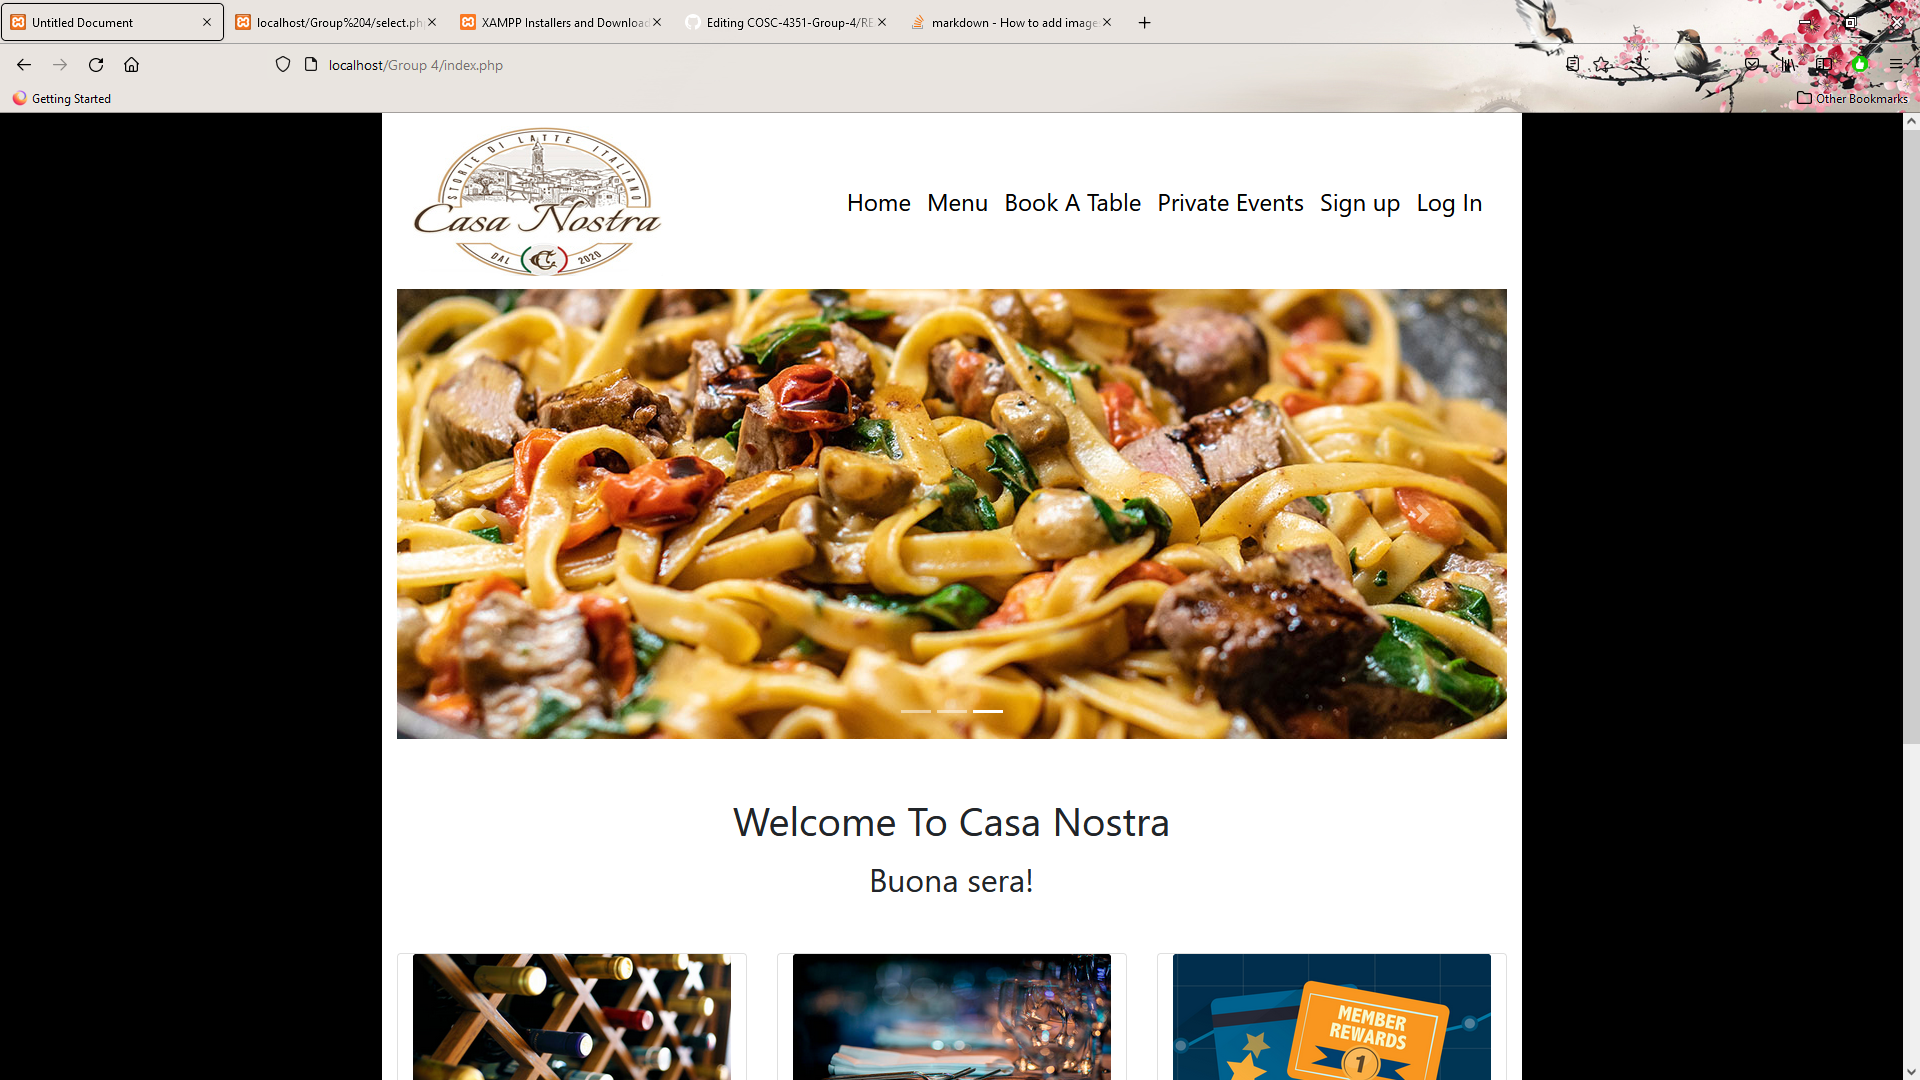 Untitled Document
localhost/Group%204/select.ph
XAMPP Installers and Download
Editing COSC-4351-Group-4/RE
markdown - How to add image
localhost/Group 4/index.php
Getting Started
Other Bookmarks
STORIE DI LATTE ITALIANO
Casa Nostra
DAL 2020
Home Menu Book A Table Private Events Sign up Log In
Welcome To Casa Nostra
Buona sera!
MEMBER
REWARDS
1